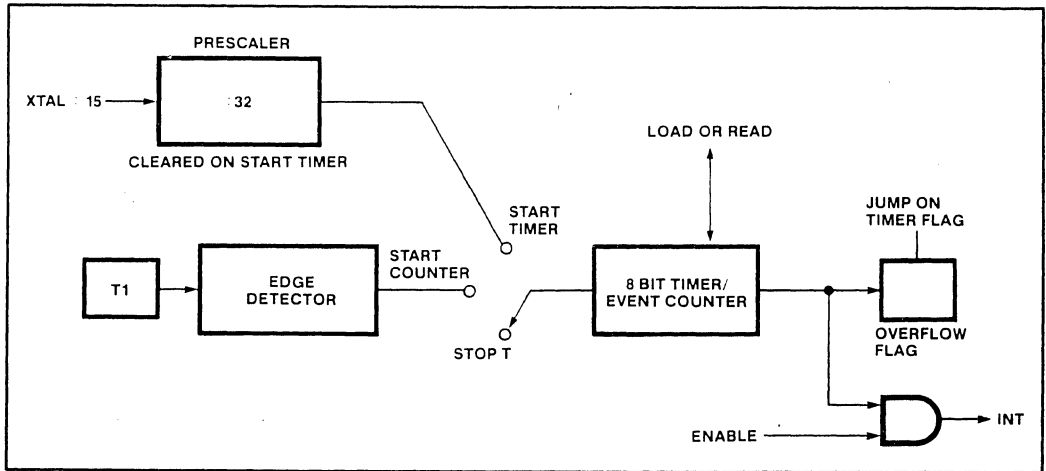 PRESCALER
XTAL : 15
: 32
CLEARED ON START TIMER
LOAD OR READ
JUMP ON
TIMER FLAG
START
TIMER
START
COUNTER
T1
EDGE
DETECTOR
8 BIT TIMER/
EVENT COUNTER
STOP T
OVERFLOW
FLAG
ENABLE
INT